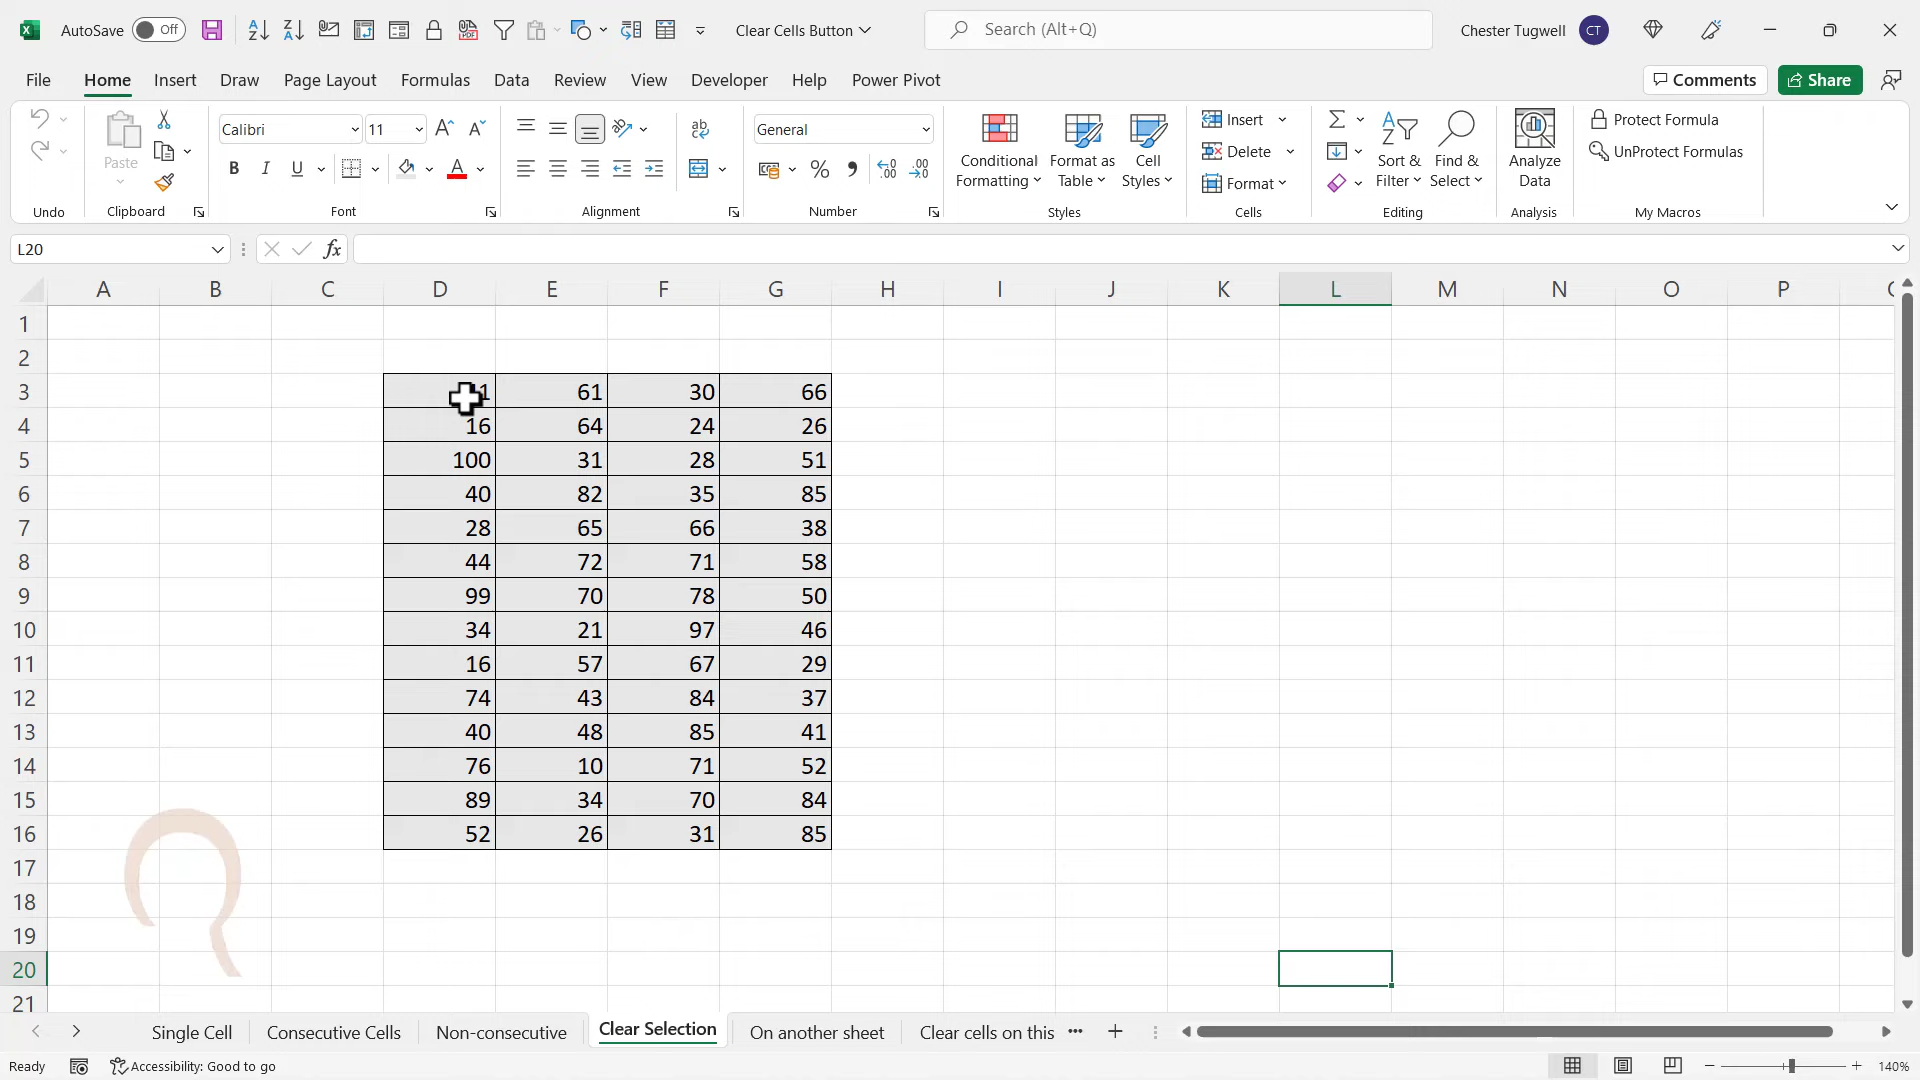 AutoSave Off Clear Cells Button Search (Alt+Q) Chester Tugwell CT
File Home Insert Draw Page Layout Formulas Data Review View Developer Help Power Pivot Comments Share
Paste
Clipboard
Undo
Calibri 11
B I U A
Font
Alignment
General
Number
Conditional Formatting
Format as Table
Cell Styles
Styles
Insert
Delete
Format
Cells
Sort & Filter
Find & Select
Editing
Analyze Data
Analysis
Protect Formula
UnProtect Formulas
My Macros
L20 fx
A B C D E F G H I J K L M N O P
1
2
3 61 30 66
4 16 64 24 26
5 100 31 28 51
6 40 82 35 85
7 28 65 66 38
8 44 72 71 58
9 99 70 78 50
10 34 21 97 46
11 16 57 67 29
12 74 43 84 37
13 40 48 85 41
14 76 10 71 52
15 89 34 70 84
16 52 26 31 85
17
18
19
20
21
Single Cell Consecutive Cells Non-consecutive Clear Selection On another sheet Clear cells on this ...
Ready Accessibility: Good to go 140%